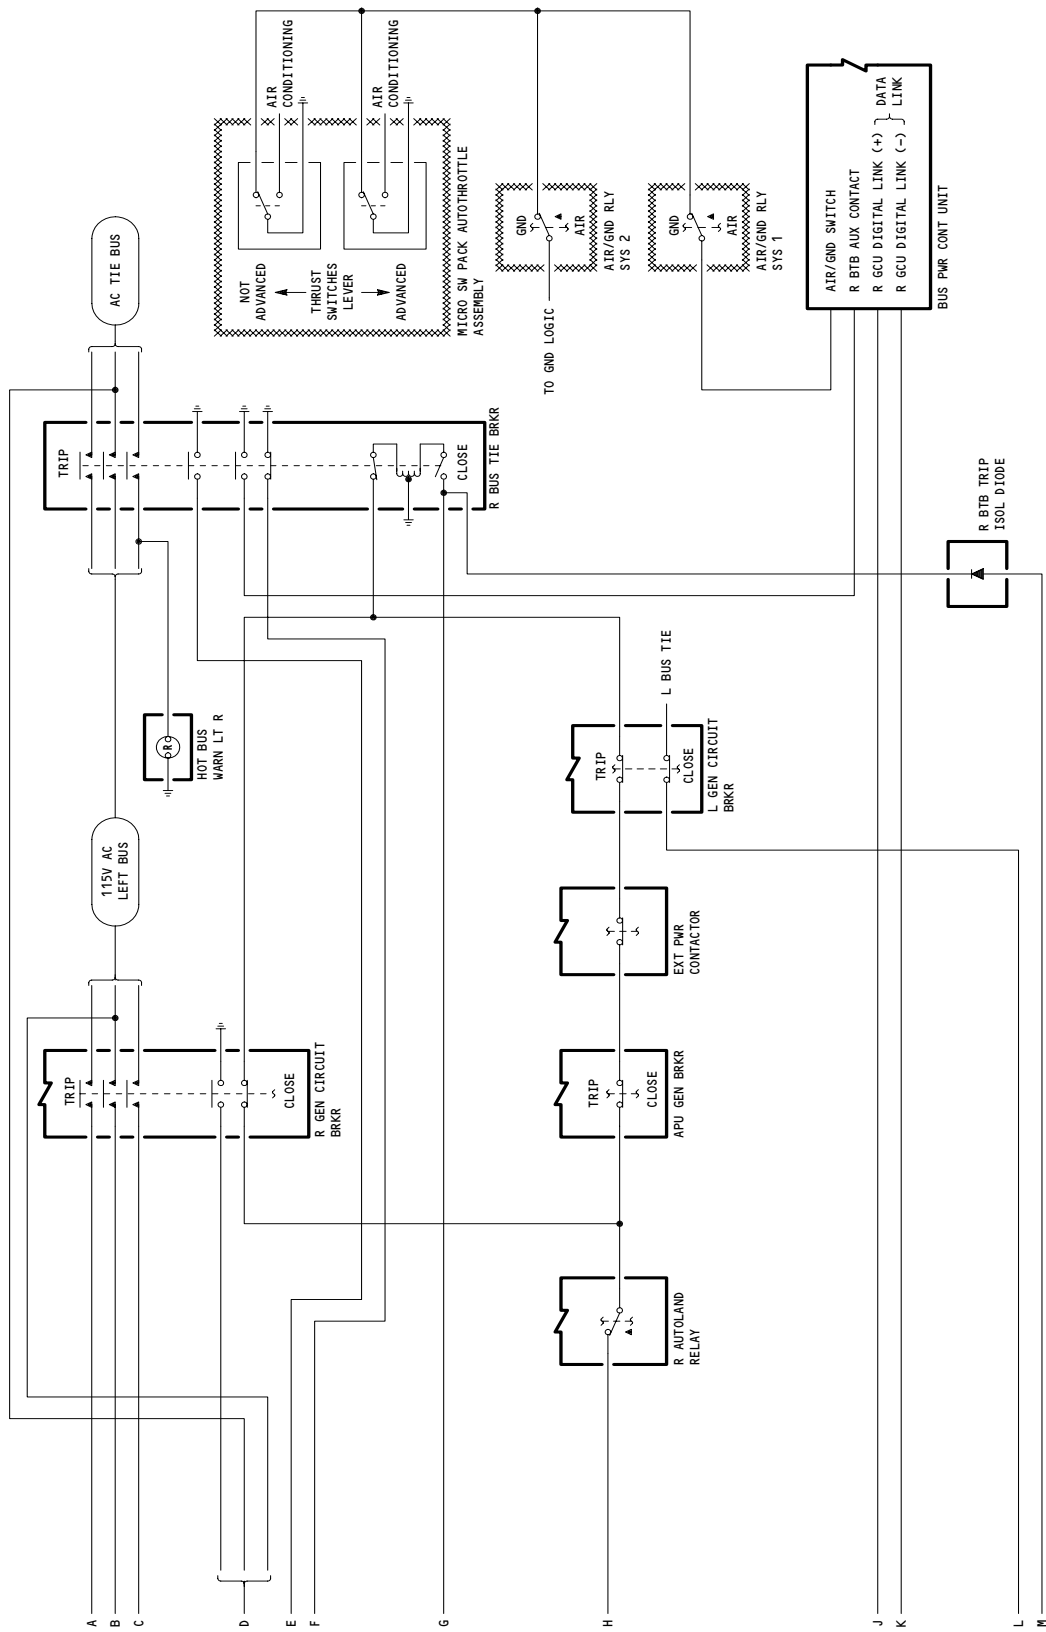 AC TIE BUS
AIR
CONDITIONING
AIR
CONDITIONING
NOT
ADVANCED
THRUST
SWITCHES
LEVER
ADVANCED
MICRO SW PACK AUTOTHROTTLE
ASSEMBLY
GND
AIR
AIR/GND RLY
SYS 2
TO GND LOGIC
GND
AIR
AIR/GND RLY
SYS 1
AIR/GND SWITCH
R BTB AUX CONTACT
R GCU DIGITAL LINK (+)
R GCU DIGITAL LINK (-)
DATA
LINK
BUS PWR CONT UNIT
TRIP
CLOSE
R BUS TIE BRKR
R BTB TRIP
ISOL DIODE
R
HOT BUS
WARN LT R
L BUS TIE
TRIP
CLOSE
L GEN CIRCUIT
BRKR
115V AC
LEFT BUS
EXT PWR
CONTACTOR
TRIP
CLOSE
R GEN CIRCUIT
BRKR
TRIP
CLOSE
APU GEN BRKR
R AUTOLAND
RELAY
A
B
C
D
E
F
G
H
J
K
L
M